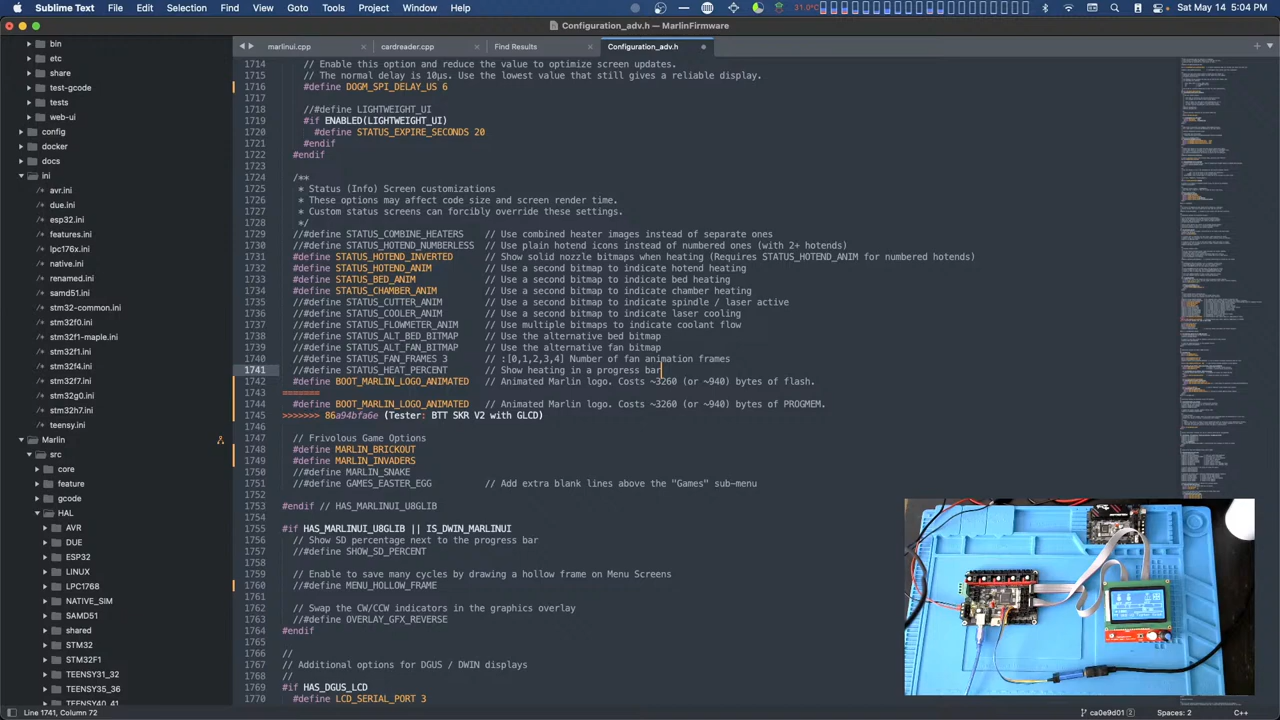 Sublime Text File Edit Selection Find View Goto Tools Project Window Help 31.0°C Sat May 14 5:04 PM
Configuration_adv.h — MarlinFirmware
marlinui.cpp cardreader.cpp Find Results Configuration_adv.h
bin
etc
share
test-gcode
tests
web-ui
config
docker
docs
ini
avr.ini
due.ini
esp32.ini
features.ini
lpc176x.ini
native.ini
renamed.ini
samd51.ini
stm32-common.ini
stm32f0.ini
stm32f1-maple.ini
stm32f1.ini
stm32f4.ini
stm32f7.ini
stm32g0.ini
stm32h7.ini
teensy.ini
Marlin
src
core
feature
gcode
HAL
AVR
DUE
ESP32
LINUX
LPC1768
NATIVE_SIM
SAMD51
shared
STM32
STM32F1
TEENSY31_32
TEENSY35_36
TEENSY40_41
1714 // Enable this option and reduce the value to optimize screen updates.
1715 // The normal delay is 10µs. Use the lowest value that still gives a reliable display.
1716 #define DOGM_SPI_DELAY_US 6
1717
1718 //#define LIGHTWEIGHT_UI
1719 #if ENABLED(LIGHTWEIGHT_UI)
1720 #define STATUS_EXPIRE_SECONDS 20
1721 #endif
1722 #endif
1723
1724 /**
1725 * Status (Info) Screen customization
1726 * These options may affect code size and screen render time.
1727 * Custom status screens can forcibly override these settings.
1728 */
1729 //#define STATUS_COMBINE_HEATERS // Use combined heater images instead of separate ones
1730 //#define STATUS_HOTEND_NUMBERLESS // Use plain hotend icons instead of numbered ones (with 2+ hotends)
1731 #define STATUS_HOTEND_INVERTED // Show solid nozzle bitmaps when heating (Requires STATUS_HOTEND_ANIM for numbered hotends)
1732 #define STATUS_HOTEND_ANIM // Use a second bitmap to indicate hotend heating
1733 #define STATUS_BED_ANIM // Use a second bitmap to indicate bed heating
1734 #define STATUS_CHAMBER_ANIM // Use a second bitmap to indicate chamber heating
1735 //#define STATUS_CUTTER_ANIM // Use a second bitmap to indicate spindle / laser active
1736 //#define STATUS_COOLER_ANIM // Use a second bitmap to indicate laser cooling
1737 //#define STATUS_FLOWMETER_ANIM // Use multiple bitmaps to indicate coolant flow
1738 //#define STATUS_ALT_BED_BITMAP // Use the alternative bed bitmap
1739 //#define STATUS_ALT_FAN_BITMAP // Use the alternative fan bitmap
1740 //#define STATUS_FAN_FRAMES 3 // :[0,1,2,3,4] Number of fan animation frames
1741 //#define STATUS_HEAT_PERCENT // Show heating in a progress bar
1742 #define BOOT_MARLIN_LOGO_ANIMATED // Animated Marlin logo. Costs ~3260 (or ~940) bytes of flash.
1743 =======
1744 #define BOOT_MARLIN_LOGO_ANIMATED // Animated Marlin logo. Costs ~3260 (or ~940) bytes of PROGMEM.
1745 (Tester: BTT SKR V2 with GLCD)
1746
1747 // Frivolous Game Options
1748 #define MARLIN_BRICKOUT
1749 #define MARLIN_INVADERS
1750 //#define MARLIN_SNAKE
1751 //#define GAMES_EASTER_EGG // Add extra blank lines above the "Games" sub-menu
1752
1753 #endif // HAS_MARLINUI_U8GLIB
1754
1755 #if HAS_MARLINUI_U8GLIB || IS_DWIN_MARLINUI
1756 // Show SD percentage next to the progress bar
1757 //#define SHOW_SD_PERCENT
1758
1759 // Enable to save many cycles by drawing a hollow frame on Menu Screens
1760 //#define MENU_HOLLOW_FRAME
1761
1762 // Swap the CW/CCW indicators in the graphics overlay
1763 //#define OVERLAY_GFX_REVERSE
1764 #endif
1765
1766 //
1767 // Additional options for DGUS / DWIN displays
1768 //
1769 #if HAS_DGUS_LCD
1770 #define LCD_SERIAL_PORT 3
Line 1741, Column 72 ca0e9d01 2 Spaces: 2 C++